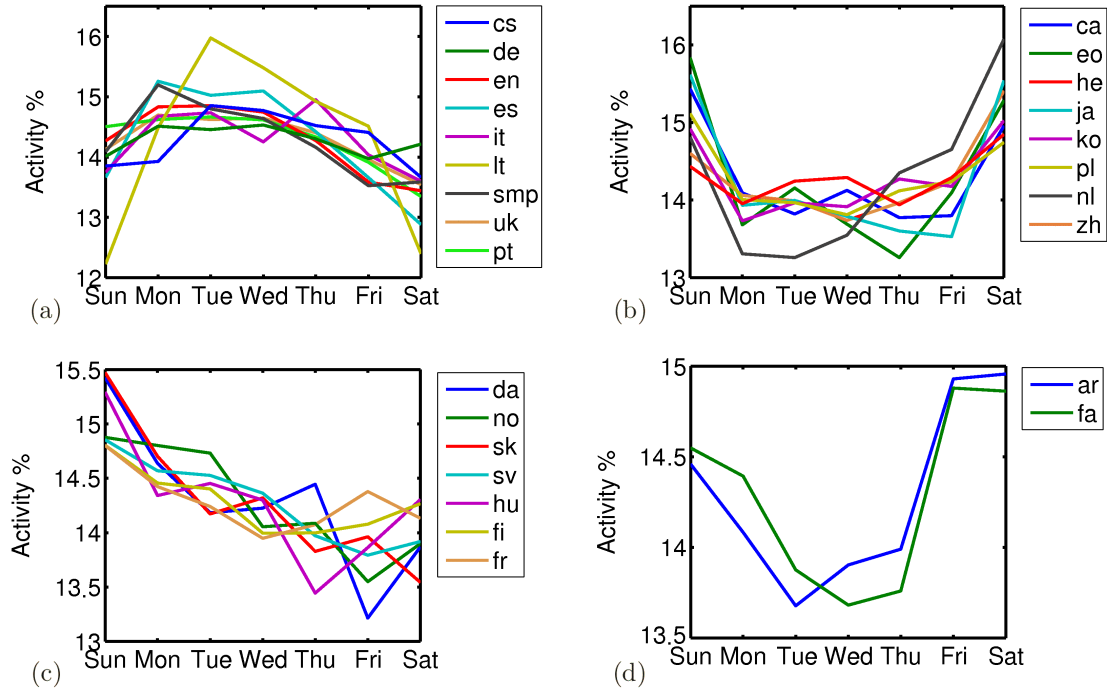 16
15
14
13
12
Activity %
Sun Mon Tue Wed Thu Fri Sat
cs
de
en
es
it
lt
smp
uk
pt
(a)
16
15
14
13
Activity %
Sun Mon Tue Wed Thu Fri Sat
ca
eo
he
ja
ko
pl
nl
zh
(b)
15.5
15
14.5
14
13.5
13
Activity %
Sun Mon Tue Wed Thu Fri Sat
da
no
sk
sv
hu
fi
fr
(c)
15
14.5
14
13.5
Activity %
Sun Mon Tue Wed Thu Fri Sat
ar
fa
(d)